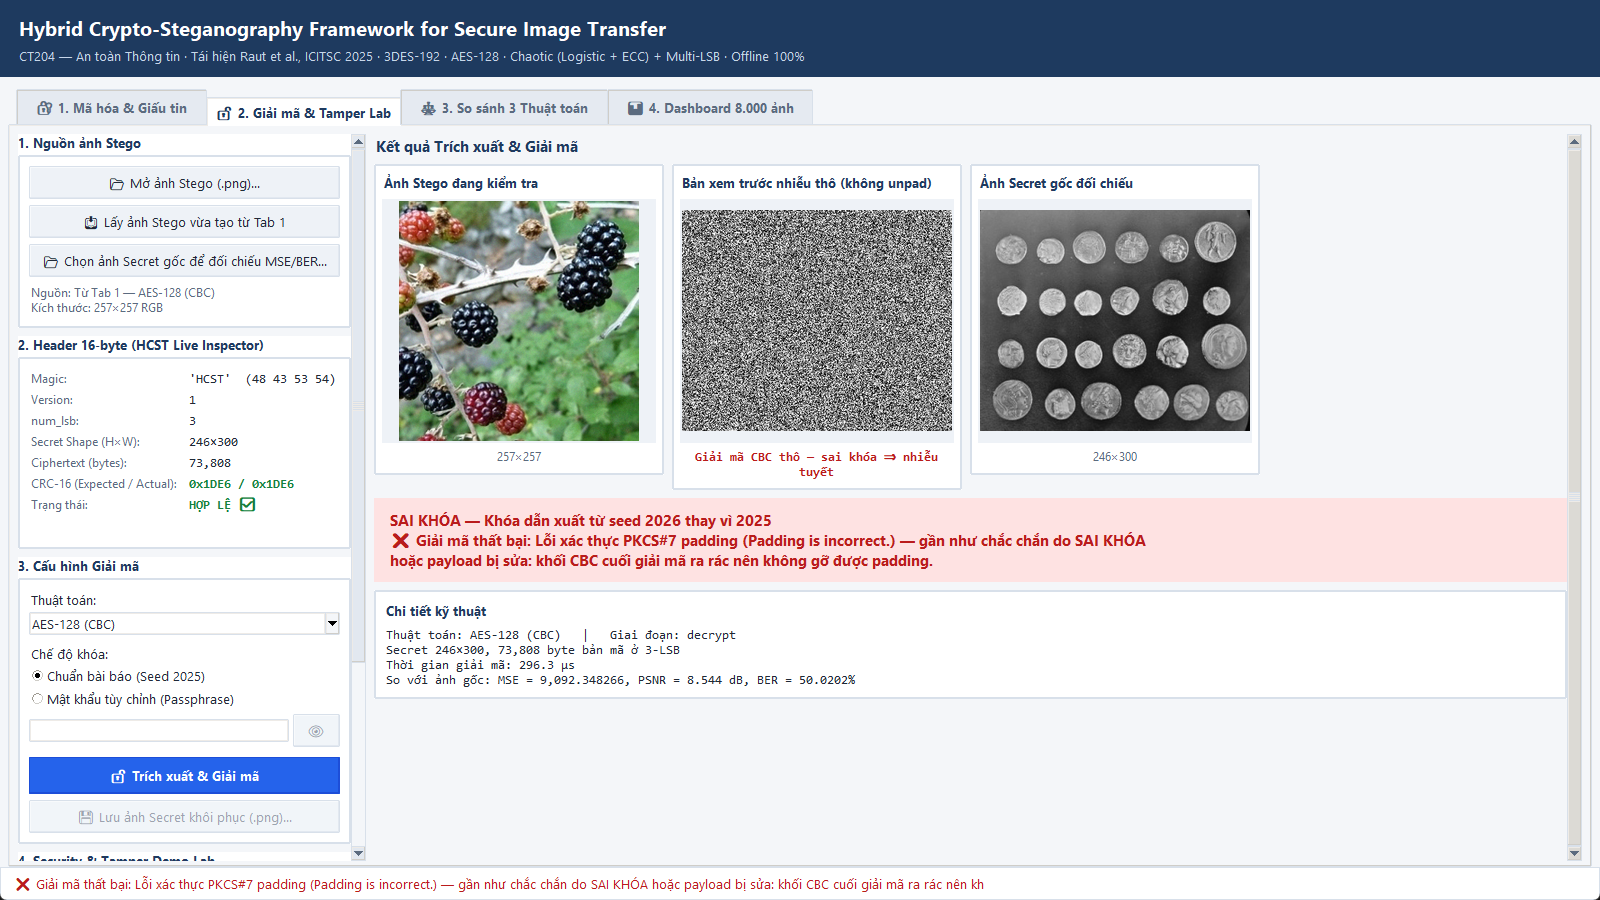 Hybrid Crypto-Steganography Framework for Secure Image Transfer
CT204 — An toàn Thông tin · Tái hiện Raut et al., ICITSC 2025 · 3DES-192 · AES-128 · Chaotic (Logistic + ECC) + Multi-LSB · Offline 100%
1. Mã hóa & Giấu tin
2. Giải mã & Tamper Lab
3. So sánh 3 Thuật toán
4. Dashboard 8.000 ảnh
1. Nguồn ảnh Stego
Mở ảnh Stego (.png)...
Lấy ảnh Stego vừa tạo từ Tab 1
Chọn ảnh Secret gốc để đối chiếu MSE/BER...
Nguồn: Từ Tab 1 — AES-128 (CBC)
Kích thước: 257×257 RGB
2. Header 16-byte (HCST Live Inspector)
Magic: 'HCST' (48 43 53 54)
Version: 1
num_lsb: 3
Secret Shape (H×W): 246×300
Ciphertext (bytes): 73,808
CRC-16 (Expected / Actual): 0x1DE6 / 0x1DE6
Trạng thái: HỢP LỆ
3. Cấu hình Giải mã
Thuật toán:
AES-128 (CBC)
Chế độ khóa:
Chuẩn bài báo (Seed 2025)
Mật khẩu tùy chỉnh (Passphrase)
Trích xuất & Giải mã
Lưu ảnh Secret khôi phục (.png)...
4. Security & Tamper Demo Lab
Kết quả Trích xuất & Giải mã
Ảnh Stego đang kiểm tra
257×257
Bản xem trước nhiễu thô (không unpad)
Giải mã CBC thô — sai khóa ⇒ nhiễu
tuyết
Ảnh Secret gốc đối chiếu
246×300
SAI KHÓA — Khóa dẫn xuất từ seed 2026 thay vì 2025
❌ Giải mã thất bại: Lỗi xác thực PKCS#7 padding (Padding is incorrect.) — gần như chắc chắn do SAI KHÓA
hoặc payload bị sửa: khối CBC cuối giải mã ra rác nên không gỡ được padding.
Chi tiết kỹ thuật
Thuật toán: AES-128 (CBC) | Giai đoạn: decrypt
Secret 246×300, 73,808 byte bản mã ở 3-LSB
Thời gian giải mã: 296.3 µs
So với ảnh gốc: MSE = 9,092.348266, PSNR = 8.544 dB, BER = 50.0202%
❌ Giải mã thất bại: Lỗi xác thực PKCS#7 padding (Padding is incorrect.) — gần như chắc chắn do SAI KHÓA hoặc payload bị sửa: khối CBC cuối giải mã ra rác nên kh